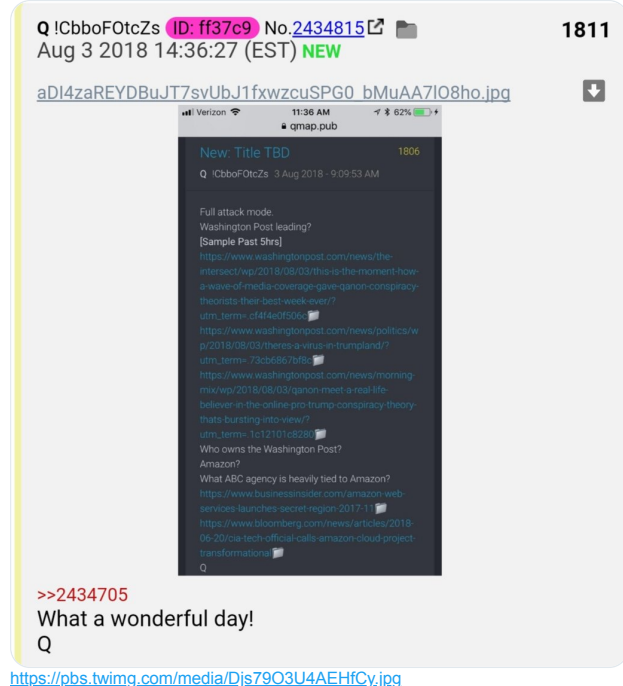 Q !CbboFOtcZs ID: ff37c9 No.2434815 1811
Aug 3 2018 14:36:27 (EST) NEW
aDI4zaREYDBuJT7svUbJ1fxwzcuSPG0_bMuAA7lO8ho.jpg
Verizon 11:36 AM 62%
qmap.pub
New: Title TBD 1806
Q !CbboFOtcZs 3 Aug 2018 - 9:09:53 AM
Full attack mode.
Washington Post leading?
[Sample Past 5hrs]
https://www.washingtonpost.com/news/the-
intersect/wp/2018/08/03/this-is-the-moment-how-
a-wave-of-media-coverage-gave-qanon-conspiracy-
theorists-their-best-week-ever/?
utm_term=.cf4f4e0f506c
https://www.washingtonpost.com/news/politics/w
p/2018/08/03/theres-a-virus-in-trumpland/?
utm_term=.73cb6867bf8c
https://www.washingtonpost.com/news/morning-
mix/wp/2018/08/03/qanon-meet-a-real-life-
believer-in-the-online-pro-trump-conspiracy-theory-
thats-bursting-into-view/?
utm_term=.1c12101c8280
Who owns the Washington Post?
Amazon?
What ABC agency is heavily tied to Amazon?
https://www.businessinsider.com/amazon-web-
services-launches-secret-region-2017-11
https://www.bloomberg.com/news/articles/2018-
06-20/cia-tech-official-calls-amazon-cloud-project-
transformational
Q
>>2434705
What a wonderful day!
Q
https://pbs.twimg.com/media/Djs79O3U4AEHfCy.jpg